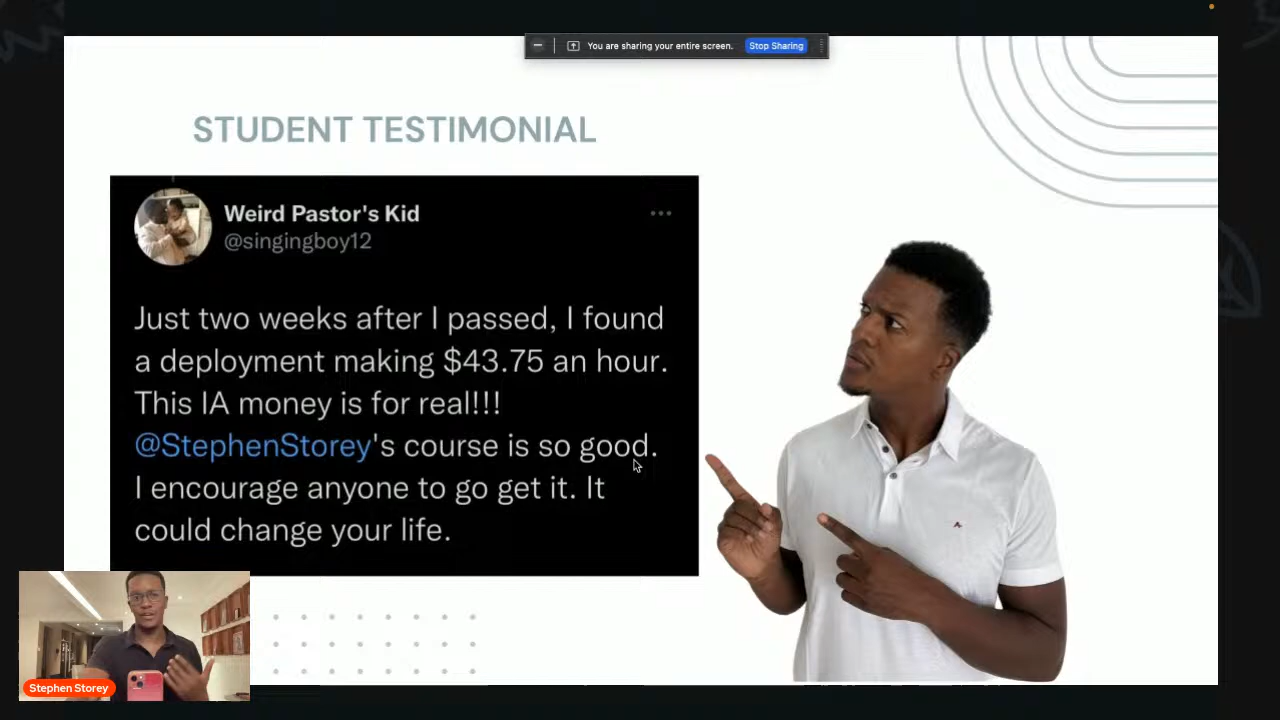 You are sharing your entire screen.
Stop Sharing
STUDENT TESTIMONIAL
Weird Pastor's Kid
@singingboy12
Just two weeks after I passed, I found
a deployment making $43.75 an hour.
This IA money is for real!!!
@StephenStorey's course is so good.
I encourage anyone to go get it. It
could change your life.
Stephen Storey